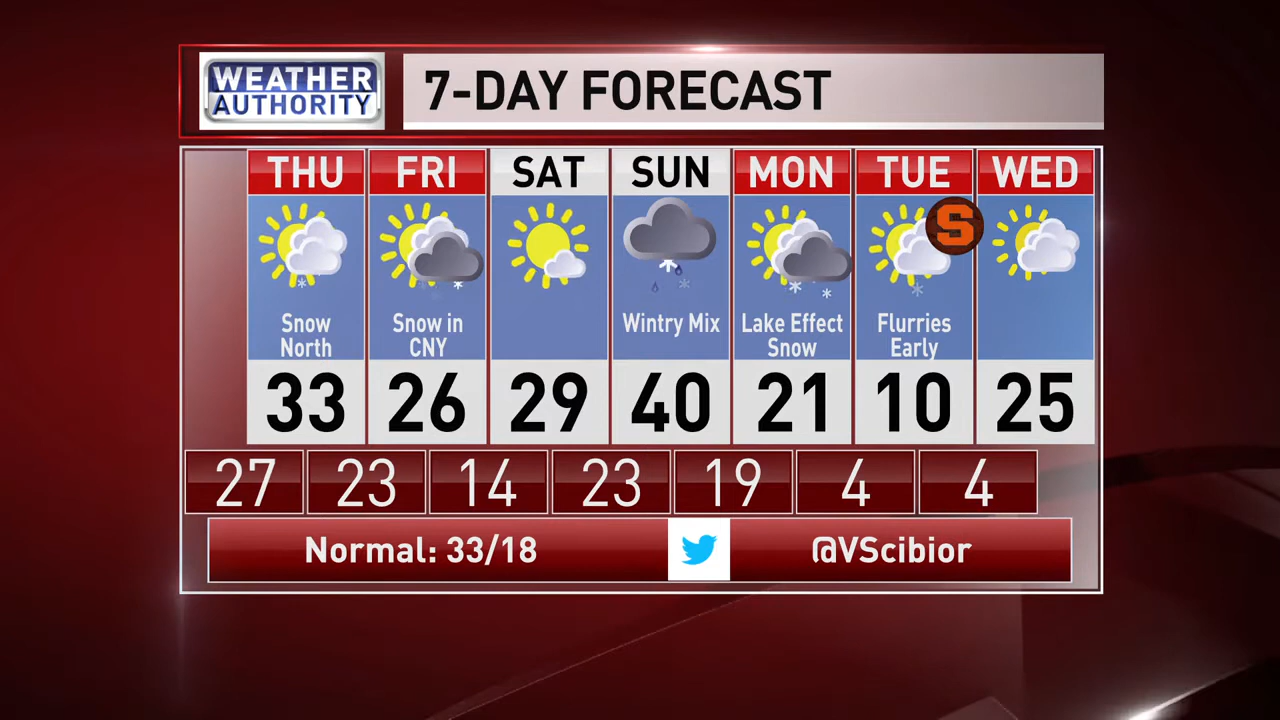 WEATHER
AUTHORITY
7-DAY FORECAST
THU FRI SAT SUN MON TUE WED
S
Snow
North
Snow in
CNY
Wintry Mix
Lake Effect
Snow
Flurries
Early
33 26 29 40 21 10 25
27 23 14 23 19 4 4
Normal: 33/18
@VScibior